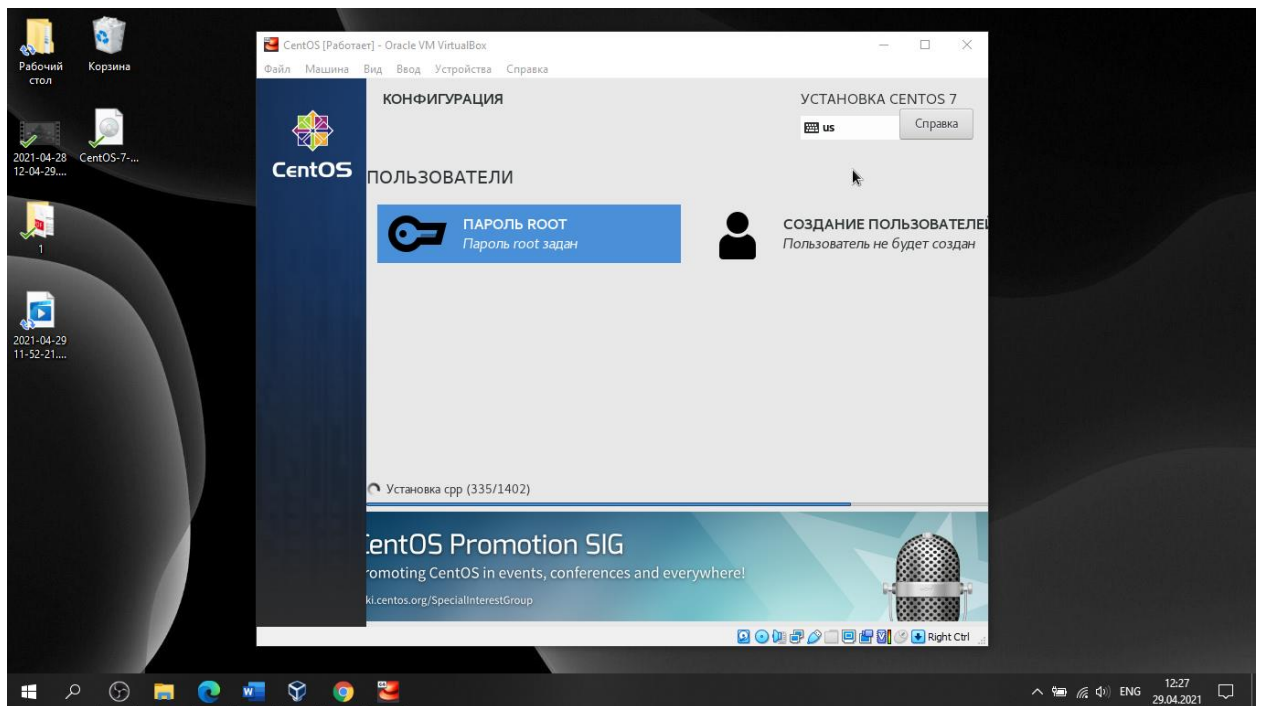 Рабочий
стол
Корзина
2021-04-28
12-04-29....
CentOS-7-...
1
2021-04-29
11-52-21....
CentOS [Работает] - Oracle VM VirtualBox
Файл Машина Вид Ввод Устройства Справка
CentOS
КОНФИГУРАЦИЯ
УСТАНОВКА CENTOS 7
us
Справка
ПОЛЬЗОВАТЕЛИ
ПАРОЛЬ ROOT
Пароль root задан
СОЗДАНИЕ ПОЛЬЗОВАТЕЛЕЙ
Пользователь не будет создан
Установка cpp (335/1402)
CentOS Promotion SIG
romoting CentOS in events, conferences and everywhere!
ki.centos.org/SpecialInterestGroup
Right Ctrl
ENG
12:27
29.04.2021